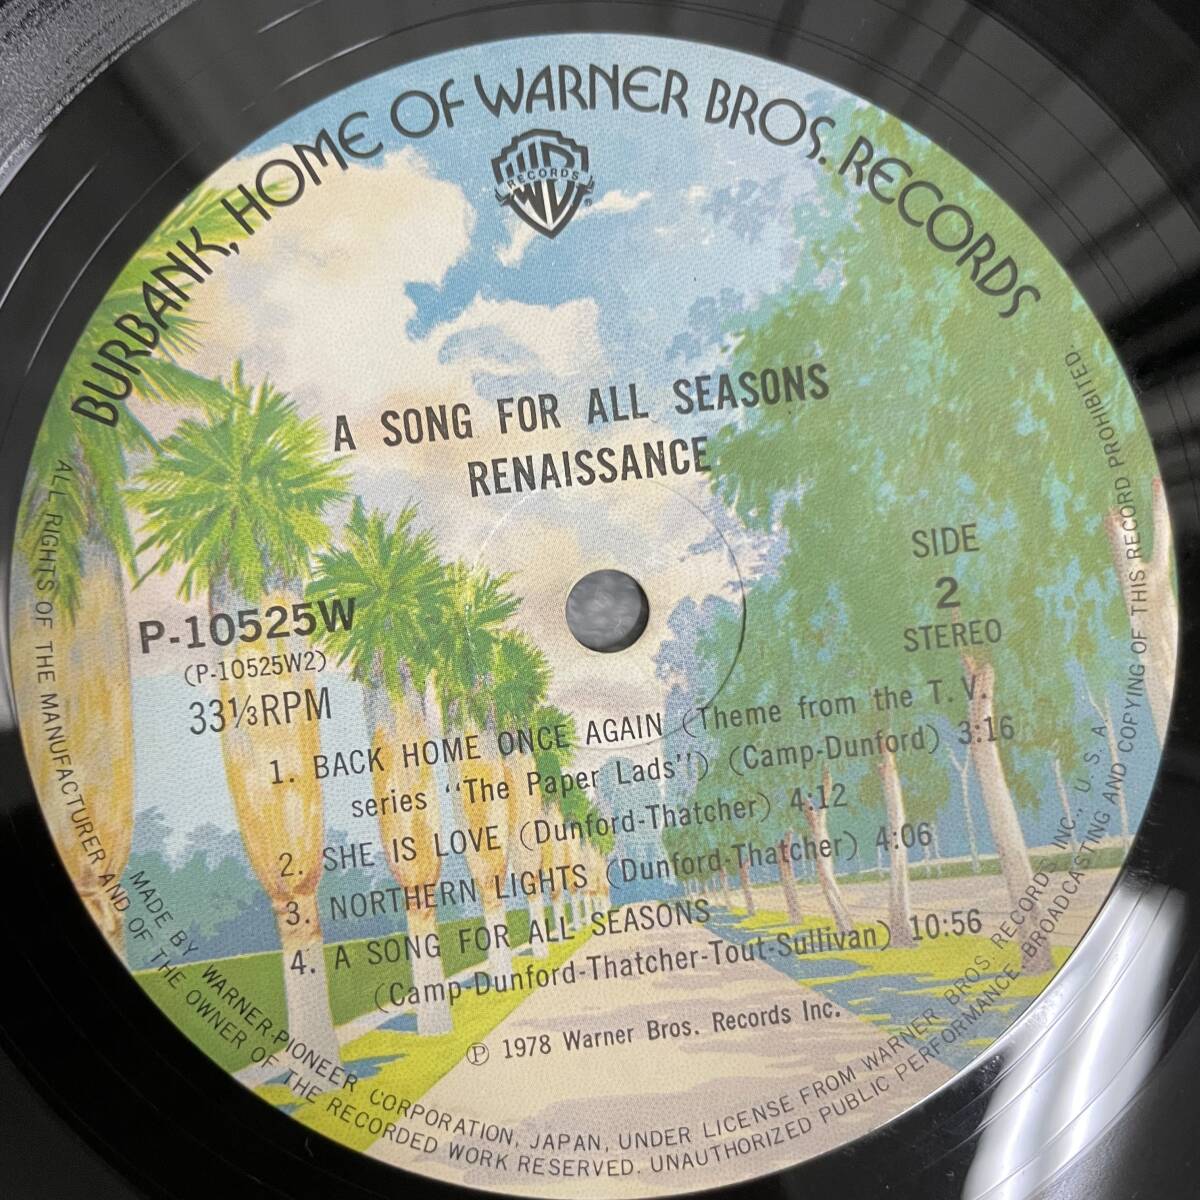 BURBANK, HOME OF WARNER BROS. RECORDS
WB
RECORDS
®
A SONG FOR ALL SEASONS
RENAISSANCE
SIDE
2
STEREO
P-10525W
(P-10525W2)
33⅓RPM
1. BACK HOME ONCE AGAIN (Theme from the T.V.
series "The Paper Lads") (Camp-Dunford) 3:16
2. SHE IS LOVE (Dunford-Thatcher) 4:12
3. NORTHERN LIGHTS (Dunford-Thatcher) 4:06
4. A SONG FOR ALL SEASONS
(Camp-Dunford-Thatcher-Tout-Sullivan) 10:56
℗ 1978 Warner Bros. Records Inc.
MADE BY WARNER-PIONEER CORPORATION, JAPAN, UNDER LICENSE FROM WARNER BROS. RECORDS, INC., U. S. A.
ALL RIGHTS OF THE MANUFACTURER AND OF THE OWNER OF THE RECORDED WORK RESERVED. UNAUTHORIZED PUBLIC PERFORMANCE, BROADCASTING AND COPYING OF THIS RECORD PROHIBITED.